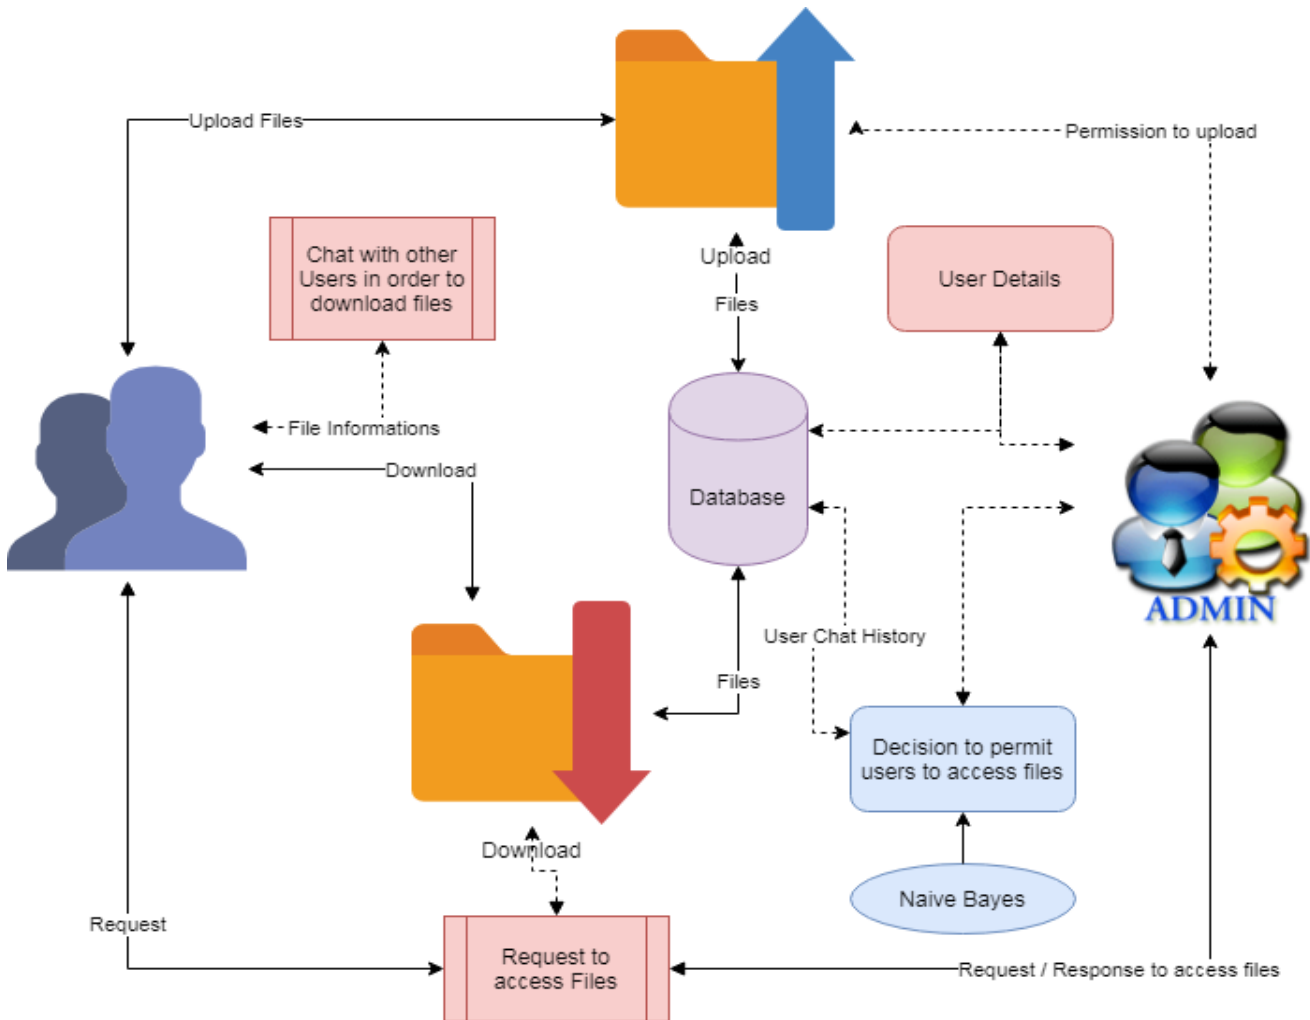 Upload Files
Permission to upload
Chat with other
Users in order to
download files
Upload
Files
User Details
File Informations
Download
Database
User Chat History
Files
ADMIN
Decision to permit
users to access files
Download
Naive Bayes
Request
Request to
access Files
Request / Response to access files